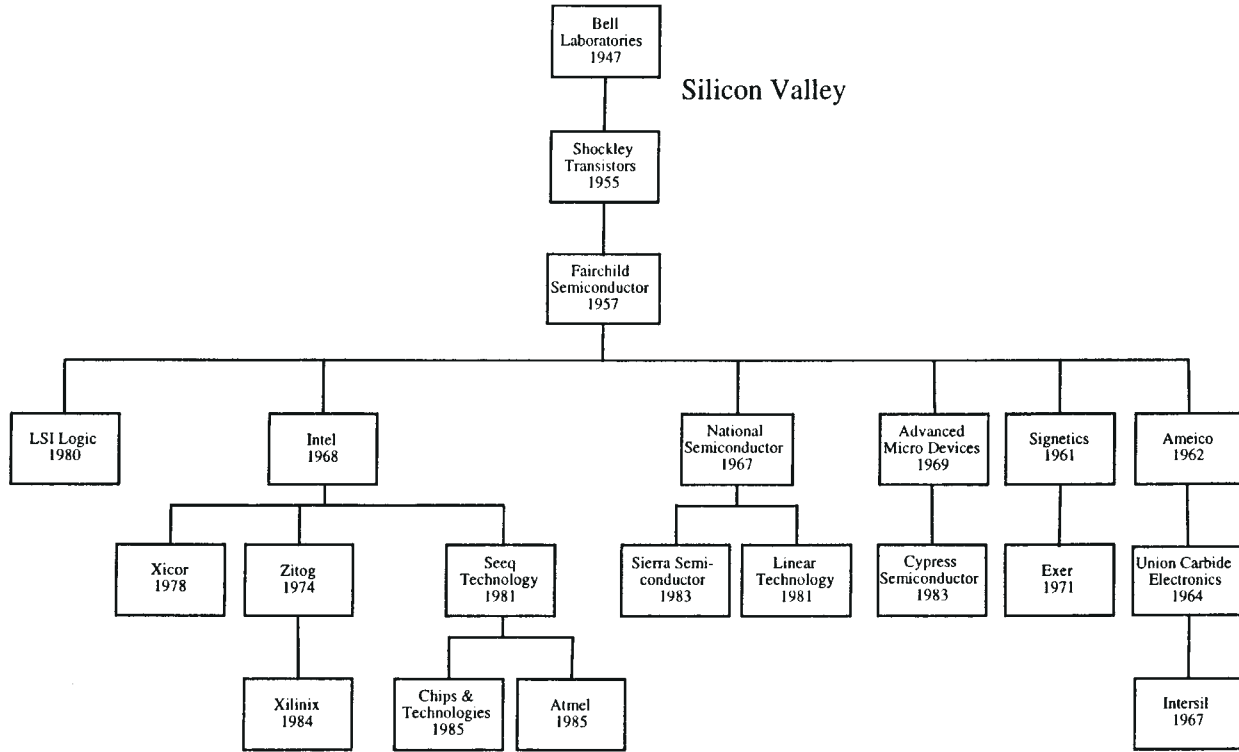 Bell
Laboratories
1947
Silicon Valley
Shockley
Transistors
1955
Fairchild
Semiconductor
1957
LSI Logic
1980
Intel
1968
National
Semiconductor
1967
Advanced
Micro Devices
1969
Signetics
1961
Ameico
1962
Xicor
1978
Zitog
1974
Seeq
Technology
1981
Sierra Semi-
conductor
1983
Linear
Technology
1981
Cypress
Semiconductor
1983
Exer
1971
Union Carbide
Electronics
1964
Xilinix
1984
Chips &
Technologies
1985
Atmel
1985
Intersil
1967